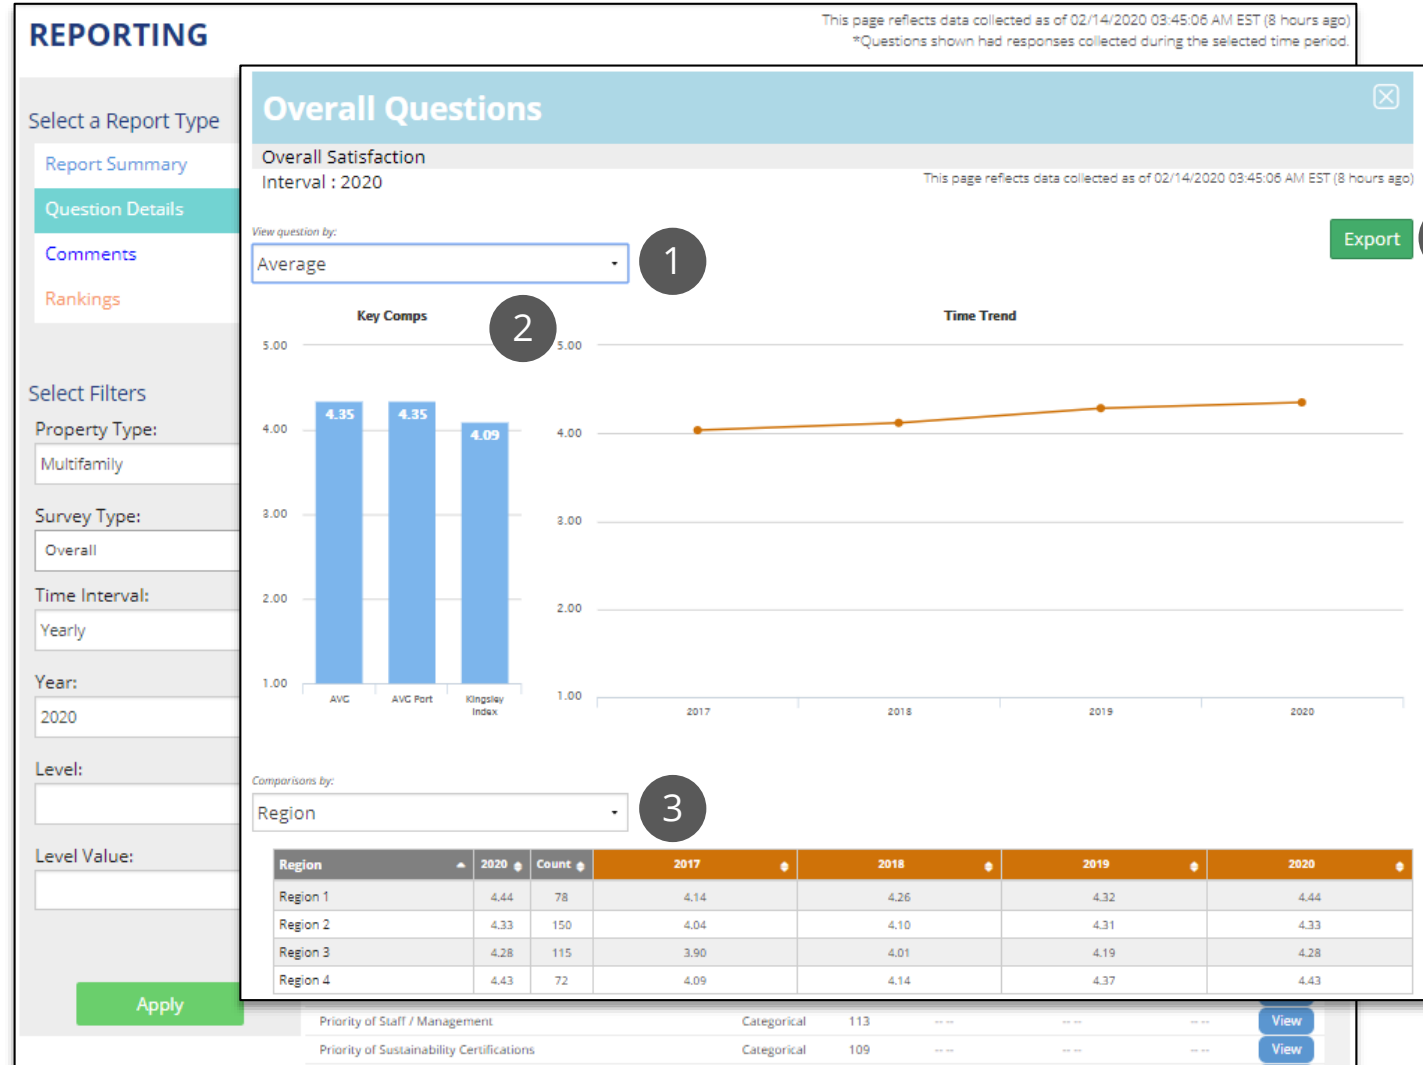 REPORTING
This page reflects data collected as of 02/14/2020 03:45:06 AM EST (8 hours ago)
*Questions shown had responses collected during the selected time period.
Select a Report Type
Report Summary
Question Details
Comments
Rankings
Select Filters
Property Type:
Multifamily
Survey Type:
Overall
Time Interval:
Yearly
Year:
2020
Level:
Level Value:
Apply
Overall Questions
Overall Satisfaction
Interval : 2020
This page reflects data collected as of 02/14/2020 03:45:06 AM EST (8 hours ago)
View question by:
Average
1
Export
Key Comps
2
5.00
4.00
3.00
2.00
1.00
4.35
4.35
4.09
AVG
AVG Port
Kingsley
Index
Time Trend
5.00
4.00
3.00
2.00
1.00
2017
2018
2019
2020
Comparisons by:
Region
3
Region 2020 Count 2017 2018 2019 2020
Region 1 4.44 78 4.14 4.26 4.32 4.44
Region 2 4.33 150 4.04 4.10 4.31 4.33
Region 3 4.28 115 3.90 4.01 4.19 4.28
Region 4 4.43 72 4.09 4.14 4.37 4.43
Priority of Staff / Management Categorical 113 -- -- -- -- -- -- View
Priority of Sustainability Certifications Categorical 109 -- -- -- -- -- -- View